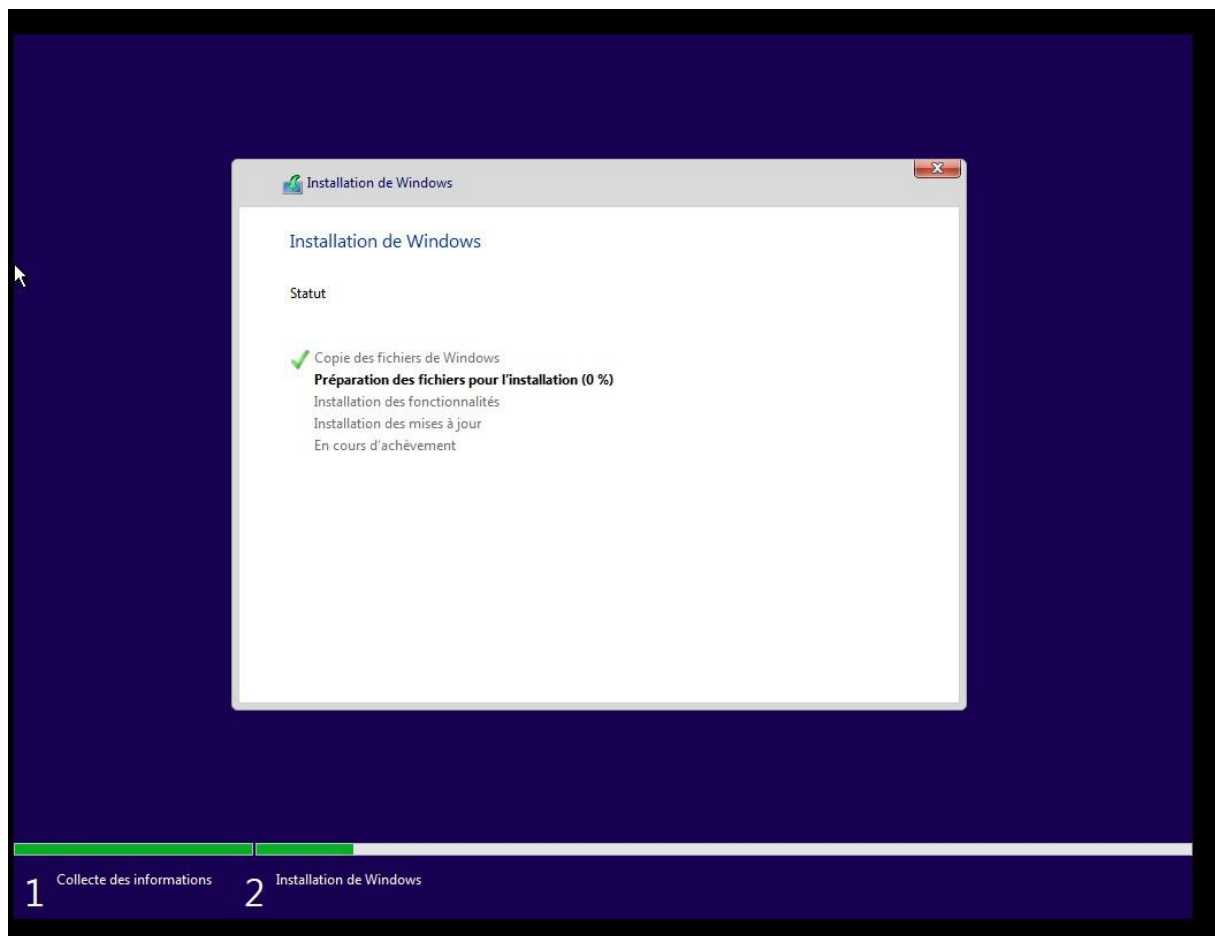 Installation de Windows
Installation de Windows
Statut
Copie des fichiers de Windows
Préparation des fichiers pour l'installation (0 %)
Installation des fonctionnalités
Installation des mises à jour
En cours d'achèvement
1 Collecte des informations 2 Installation de Windows